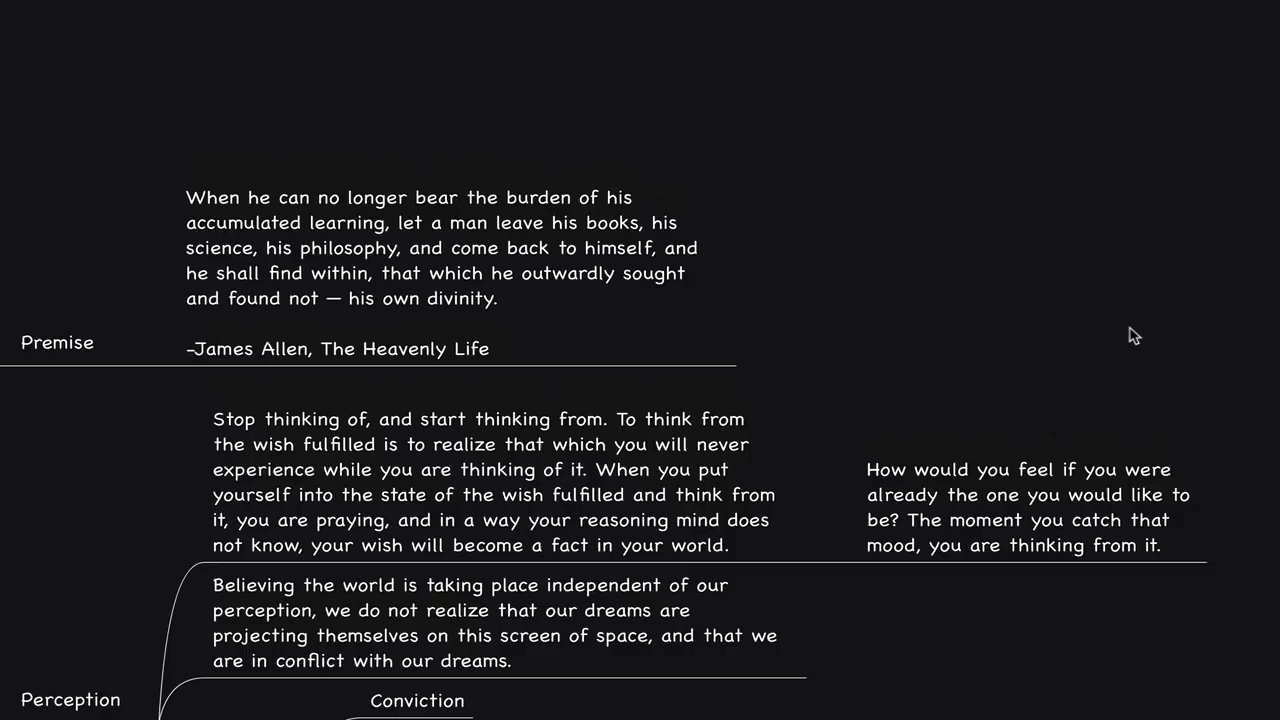 When he can no longer bear the burden of his
accumulated learning, let a man leave his books, his
science, his philosophy, and come back to himself, and
he shall find within, that which he outwardly sought
and found not — his own divinity.
Premise
–James Allen, The Heavenly Life
Stop thinking of, and start thinking from. To think from
the wish fulfilled is to realize that which you will never
experience while you are thinking of it. When you put
yourself into the state of the wish fulfilled and think from
it, you are praying, and in a way your reasoning mind does
not know, your wish will become a fact in your world.
How would you feel if you were
already the one you would like to
be? The moment you catch that
mood, you are thinking from it.
Believing the world is taking place independent of our
perception, we do not realize that our dreams are
projecting themselves on this screen of space, and that we
are in conflict with our dreams.
Perception
Conviction